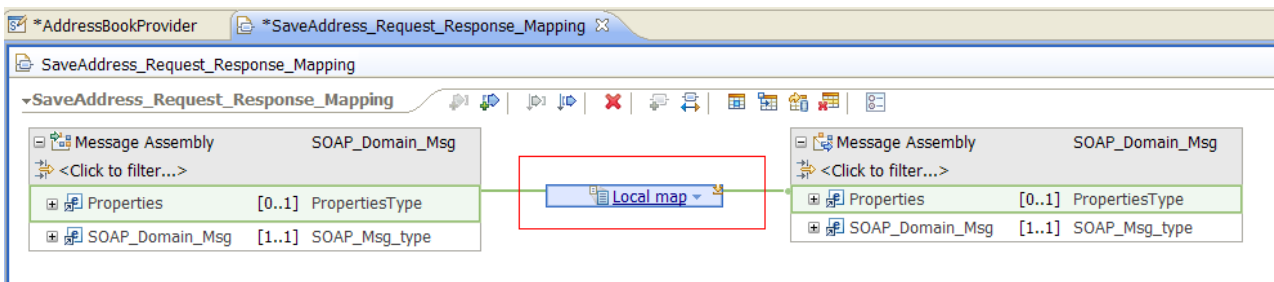 *AddressBookProvider *SaveAddress_Request_Response_Mapping
SaveAddress_Request_Response_Mapping
SaveAddress_Request_Response_Mapping
Message Assembly SOAP_Domain_Msg Message Assembly SOAP_Domain_Msg
<Click to filter...> <Click to filter...>
Properties [0..1] PropertiesType Local map Properties [0..1] PropertiesType
SOAP_Domain_Msg [1..1] SOAP_Msg_type SOAP_Domain_Msg [1..1] SOAP_Msg_type